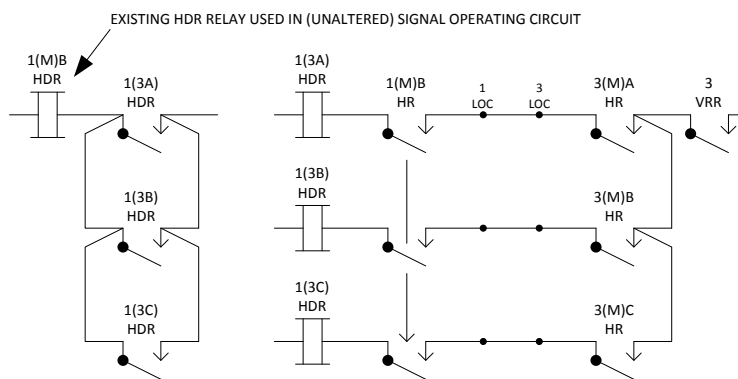 EXISTING HDR RELAY USED IN (UNALTERED) SIGNAL OPERATING CIRCUIT
1(M)B
HDR
1(3A)
HDR
1(3A)
HDR
1(M)B
HR
1
LOC
3
LOC
3(M)A
HR
3
VRR
1(3B)
HDR
1(3B)
HDR
3(M)B
HR
1(3C)
HDR
1(3C)
HDR
3(M)C
HR